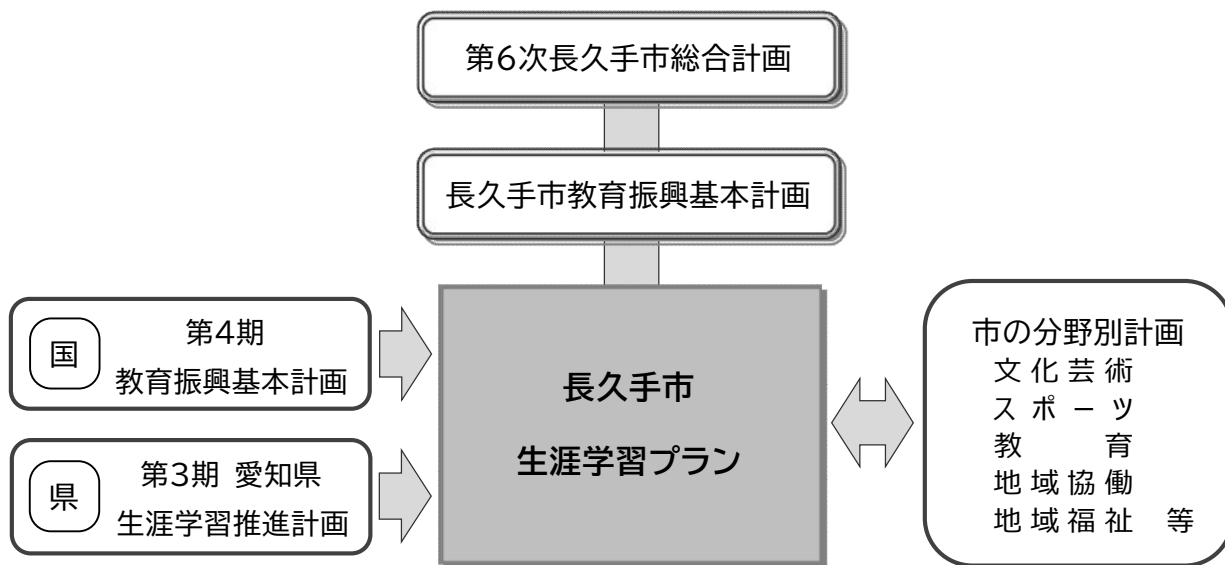 第6次長久手市総合計画
長久手市教育振興基本計画
国
第4期
教育振興基本計画
県
第3期 愛知県
生涯学習推進計画
長久手市
生涯学習プラン
市の分野別計画
文化芸術
スポーツ
教育
地域協働
地域福祉 等